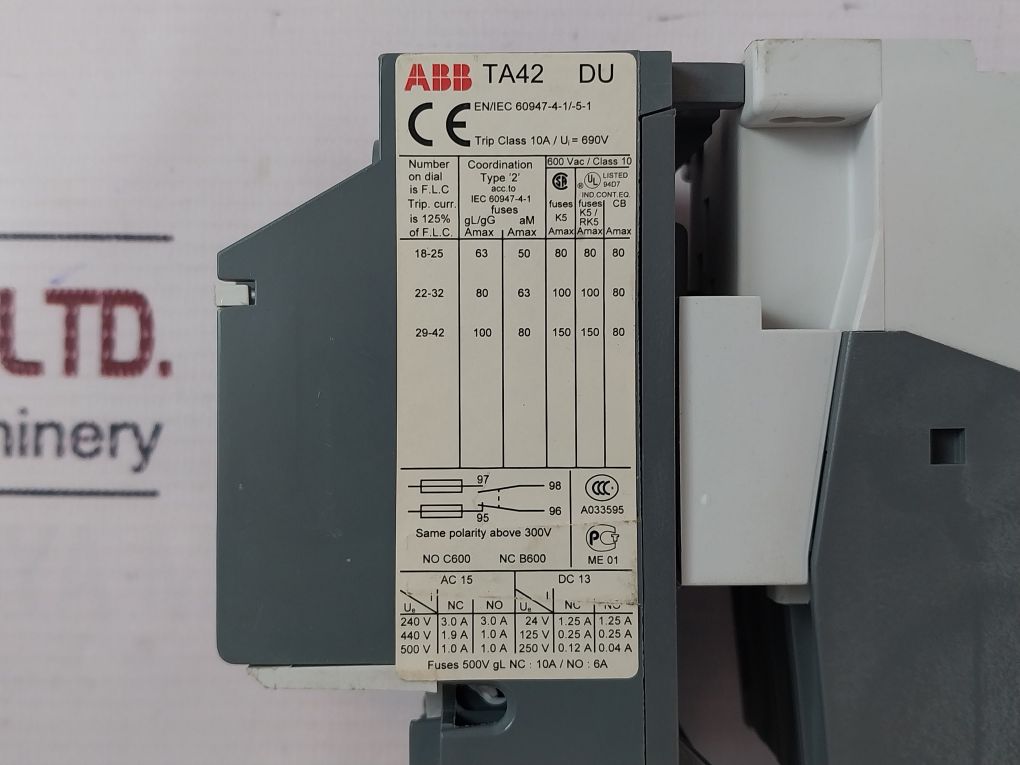 ABB TA42 DU
CE EN/IEC 60947-4-1/-5-1
Trip Class 10A / Ui = 690V
Number on dial is F.L.C Trip. curr. is 125% of F.L.C.
Coordination Type '2' acc.to IEC 60947-4-1 fuses
gL/gG Amax
aM Amax
600 Vac / Class 10
SA fuses K5 Amax
® UL LISTED 94D7 IND.CONT.EQ.
fuses K5 / RK5 Amax
CB Amax
18-25 63 50 80 80 80
22-32 80 63 100 100 80
29-42 100 80 150 150 80
97 98
95 96
Same polarity above 300V
NO C600 NC B600
CCC
A033595
PCT
ME 01
AC 15 DC 13
Ue I NC NO Ue I NC NO
240 V 3.0 A 3.0 A 24 V 1.25 A 1.25 A
440 V 1.9 A 1.0 A 125 V 0.25 A 0.25 A
500 V 1.0 A 1.0 A 250 V 0.12 A 0.04 A
Fuses 500V gL NC : 10A / NO : 6A
LTD.
hinery